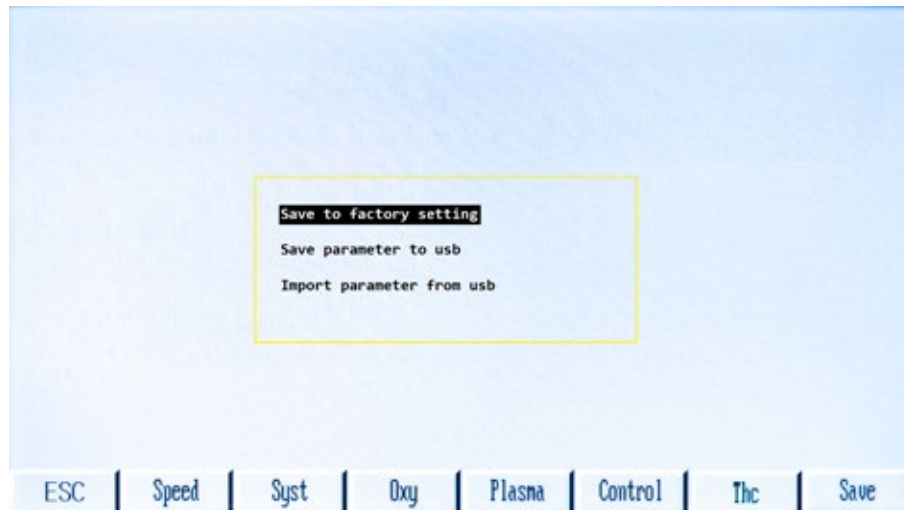 Save to factory setting
Save parameter to usb
Import parameter from usb
ESC Speed Syst Oxy Plasma Control Thc Save